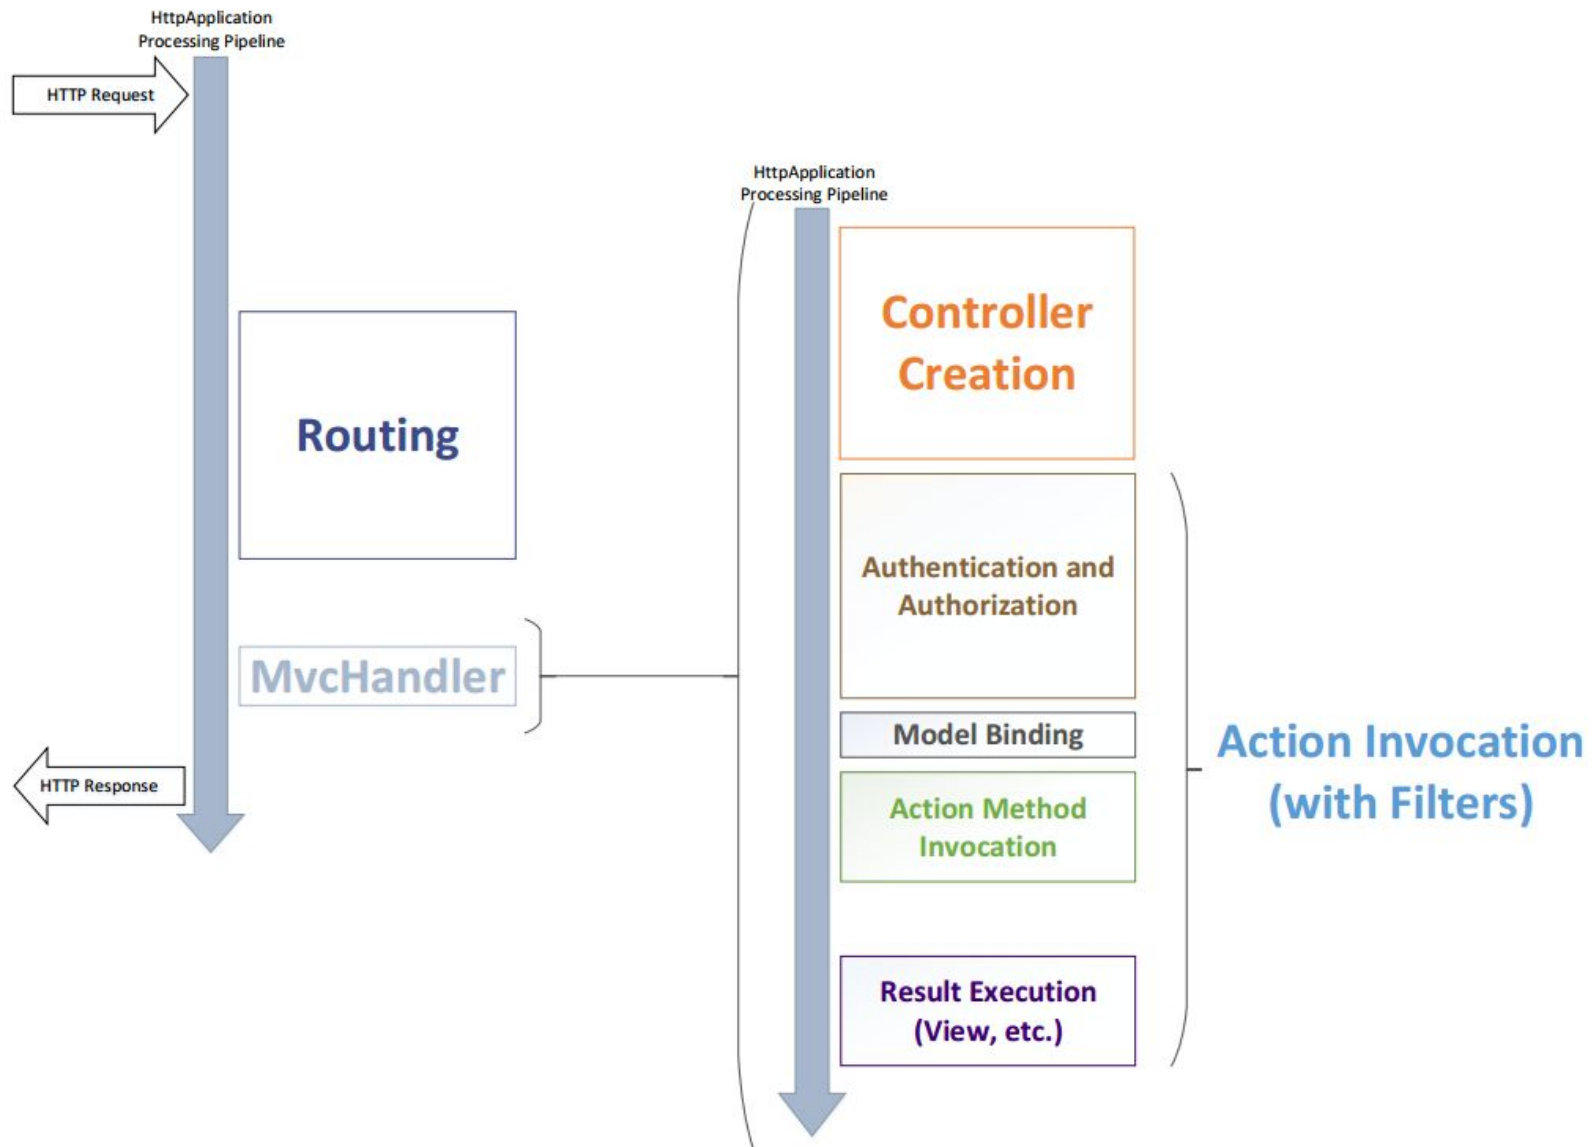 HttpApplication
Processing Pipeline
HTTP Request
Routing
MvcHandler
HTTP Response
HttpApplication
Processing Pipeline
Controller
Creation
Authentication and
Authorization
Model Binding
Action Method
Invocation
Result Execution
(View, etc.)
Action Invocation
(with Filters)